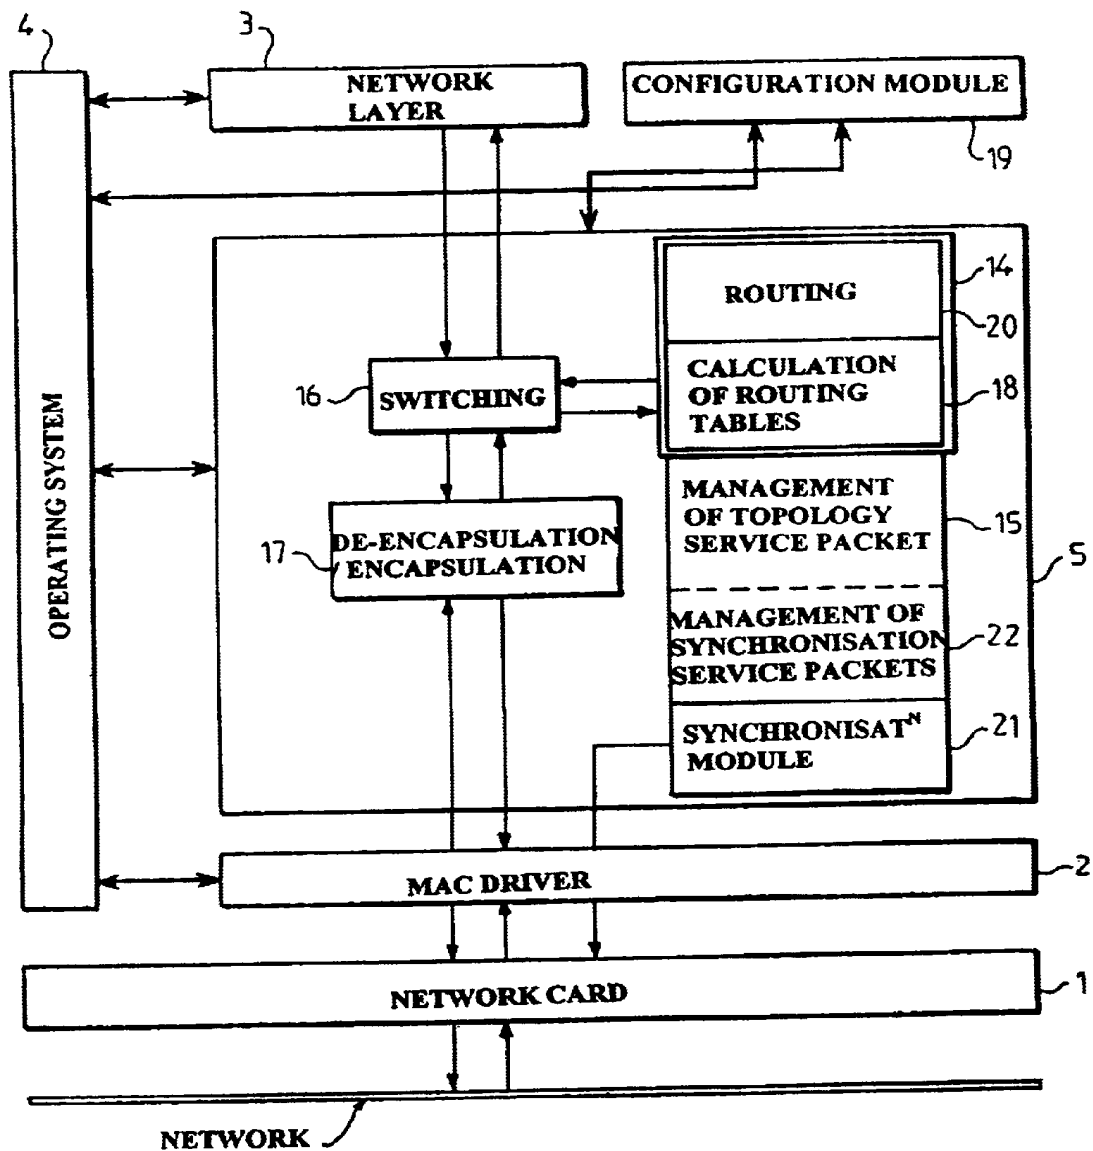 4
3
NETWORK
LAYER
CONFIGURATION MODULE
19
OPERATING SYSTEM
ROUTING
14
20
16
SWITCHING
CALCULATION
OF ROUTING
TABLES
18
17
DE-ENCAPSULATION
ENCAPSULATION
MANAGEMENT
OF TOPOLOGY
SERVICE PACKET
15
5
MANAGEMENT OF
SYNCHRONISATION
SERVICE PACKETS
22
SYNCHRONISATN
MODULE
21
MAC DRIVER
2
NETWORK CARD
1
NETWORK